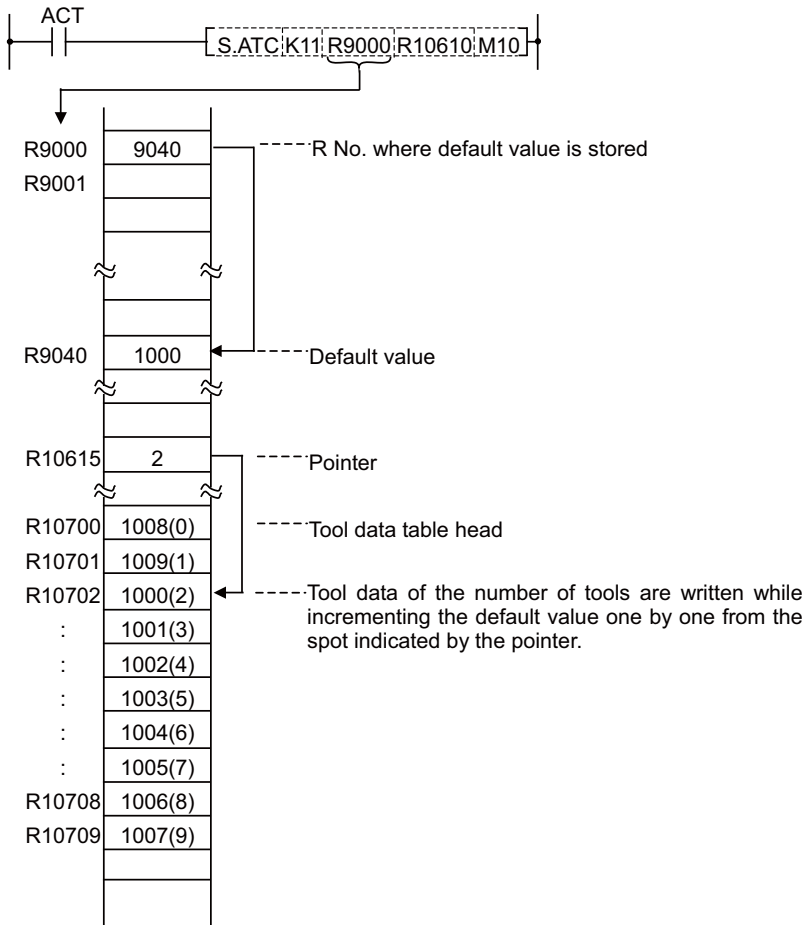 ACT
S.ATC K11 R9000 R10610 M10
R9000 9040 R No. where default value is stored
R9001
R9040 1000 Default value
R10615 2 Pointer
R10700 1008(0) Tool data table head
R10701 1009(1)
R10702 1000(2) Tool data of the number of tools are written while
: 1001(3) incrementing the default value one by one from the
spot indicated by the pointer.
: 1002(4)
: 1003(5)
: 1004(6)
: 1005(7)
R10708 1006(8)
R10709 1007(9)